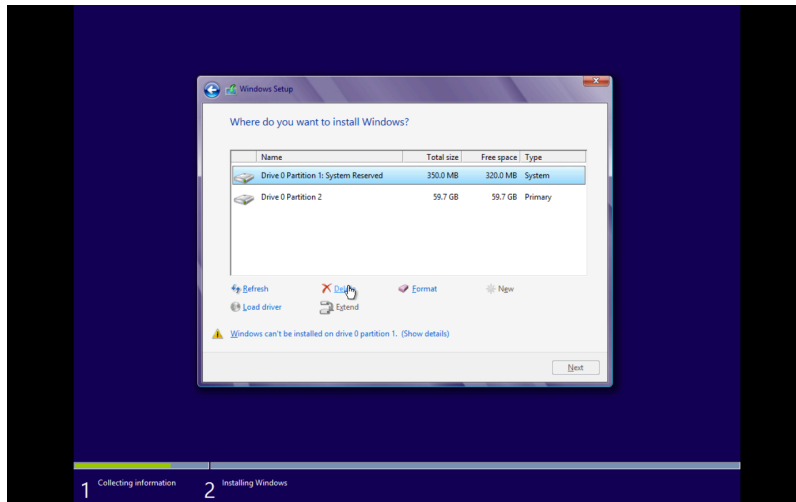 Windows Setup
Where do you want to install Windows?
Name Total size Free space Type
Drive 0 Partition 1: System Reserved 350.0 MB 320.0 MB System
Drive 0 Partition 2 59.7 GB 59.7 GB Primary
Refresh Delete Format New
Load driver Extend
Windows can't be installed on drive 0 partition 1. (Show details)
Next
1 Collecting information 2 Installing Windows